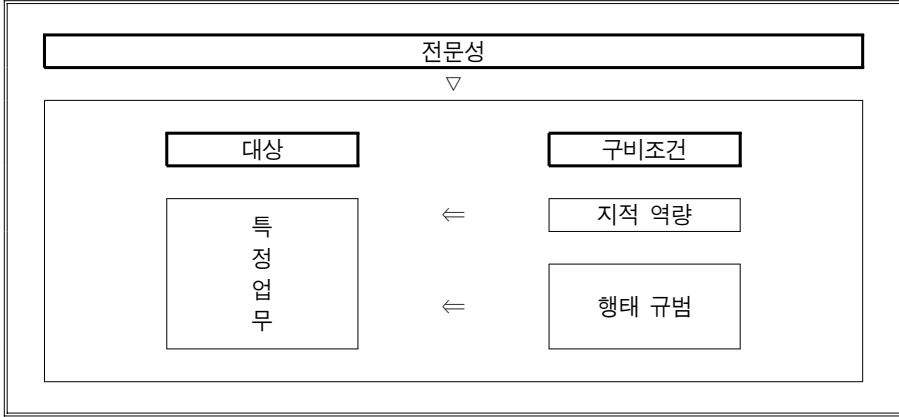 전문성
▽
대상 구비조건
특 ⇐ 지적 역량
정
업
무 ⇐ 행태 규범